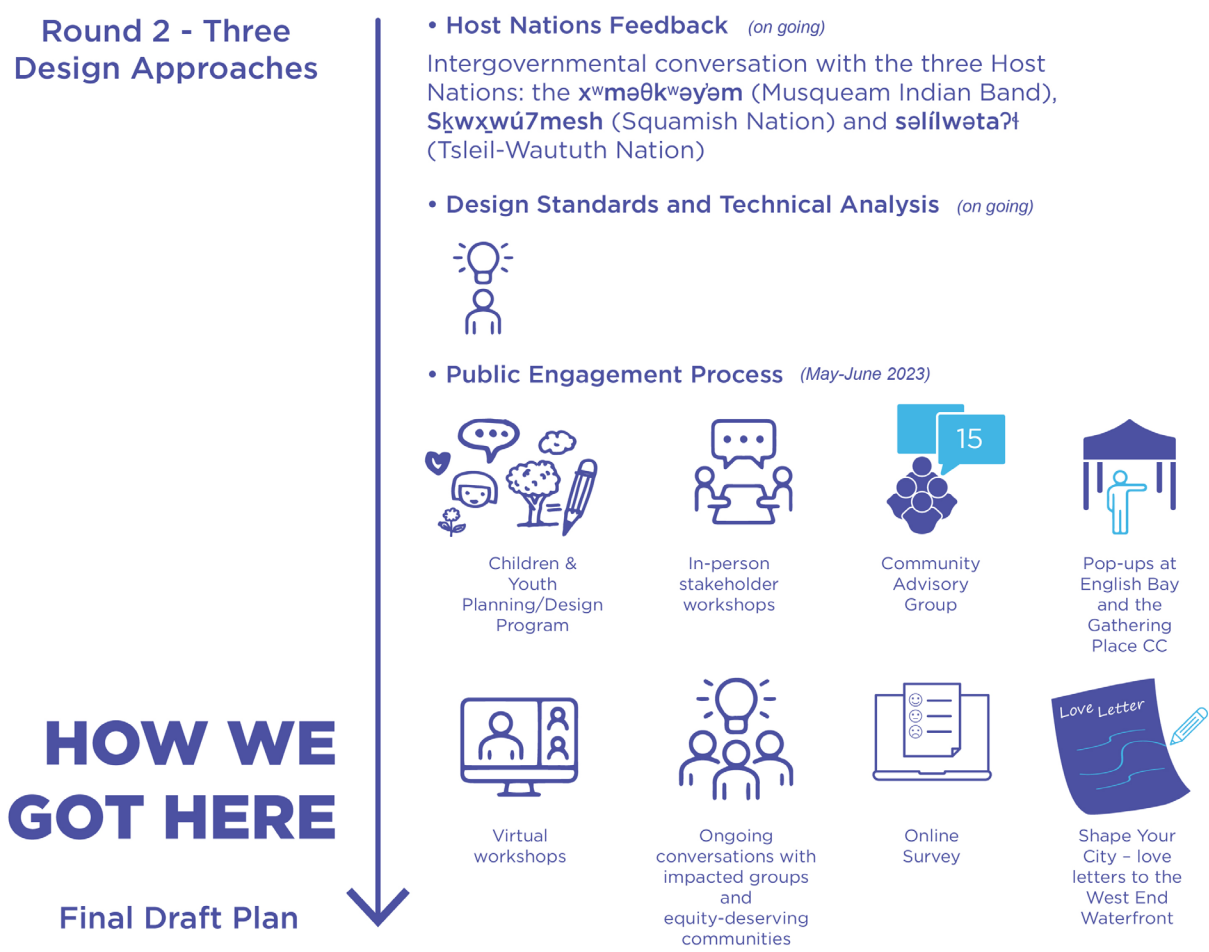 Round 2 - Three
Design Approaches
• Host Nations Feedback (on going)
Intergovernmental conversation with the three Host
Nations: the xʷməθkʷəy̓əm (Musqueam Indian Band),
Sḵwx̱wú7mesh (Squamish Nation) and səlílwətaʔɬ
(Tsleil-Waututh Nation)
• Design Standards and Technical Analysis (on going)
• Public Engagement Process (May-June 2023)
15
Children &
Youth
Planning/Design
Program
In-person
stakeholder
workshops
Community
Advisory
Group
Pop-ups at
English Bay
and the
Gathering
Place CC
Love Letter
Virtual
workshops
Ongoing
conversations with
impacted groups
and
equity-deserving
communities
Online
Survey
Shape Your
City – love
letters to the
West End
Waterfront
HOW WE
GOT HERE
Final Draft Plan